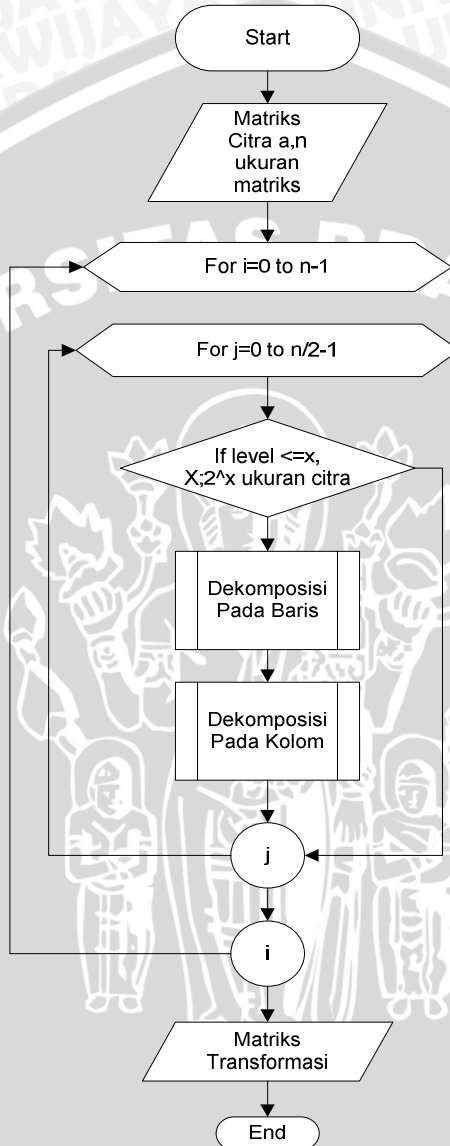 Start
Matriks
Citra a,n
ukuran
matriks
For i=0 to n-1
For j=0 to n/2-1
If level <=x,
X;2^x ukuran citra
Dekomposisi
Pada Baris
Dekomposisi
Pada Kolom
j
i
Matriks
Transformasi
End